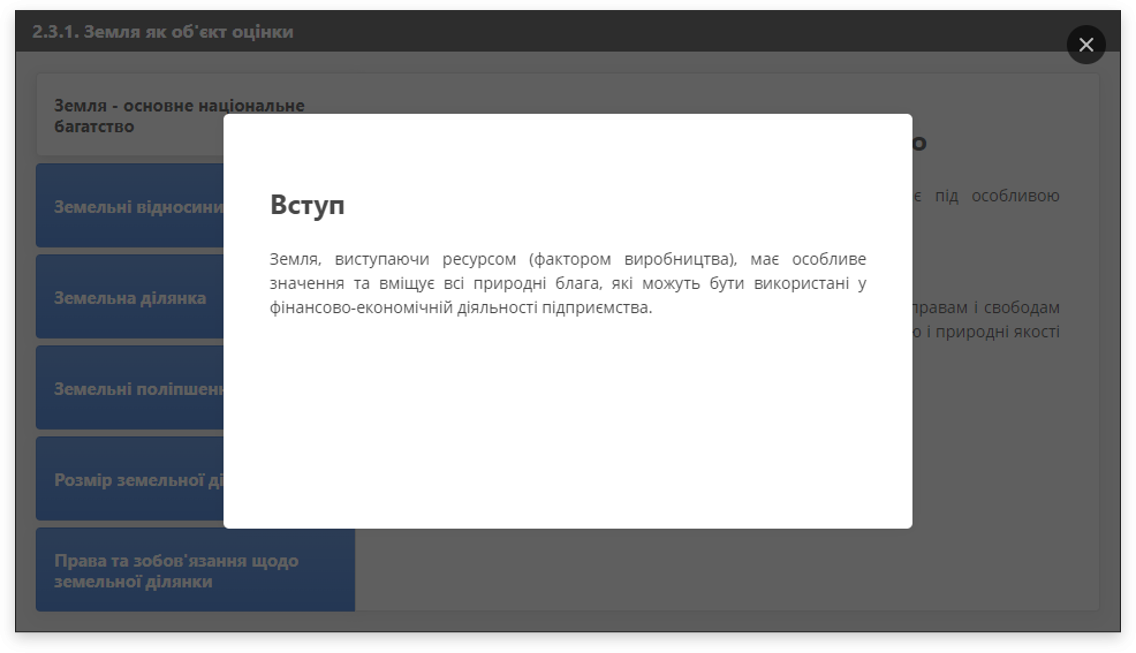 2.3.1. Земля як об'єкт оцінки
Земля - основне національне
багатство
Земельні відносини
Земельна ділянка
Земельні
Розмір земельної
Права та зобов'язання щодо
земельної ділянки
Вступ
Земля, виступаючи ресурсом (фактором виробництва), має особливе
значення та вміщує всі природні блага, які можуть бути використані у
фінансово-економічній діяльності підприємства.
під особливою
правам і свободам
і природні якості